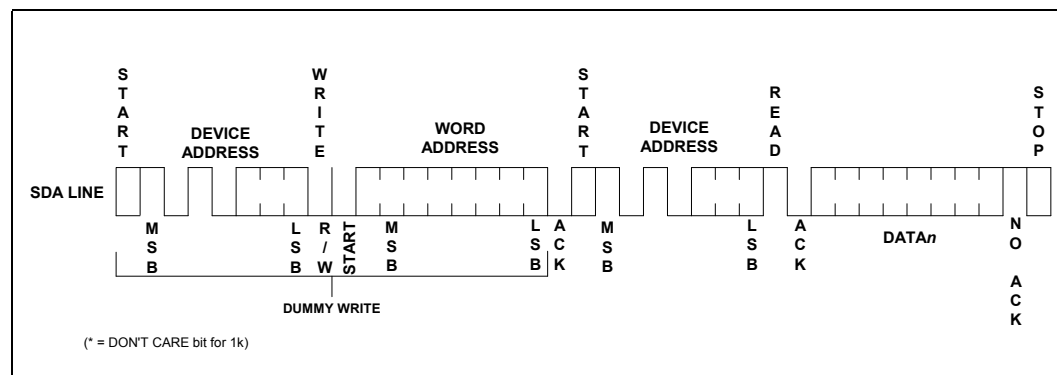 START
WRITE
START
READ
STOP
DEVICE
ADDRESS
WORD
ADDRESS
DEVICE
ADDRESS
SDA LINE
MSB
LSB
R/W
START
MSB
LSB
ACK
MSB
LSB
ACK
DATAn
NO ACK
DUMMY WRITE
(* = DON'T CARE bit for 1k)